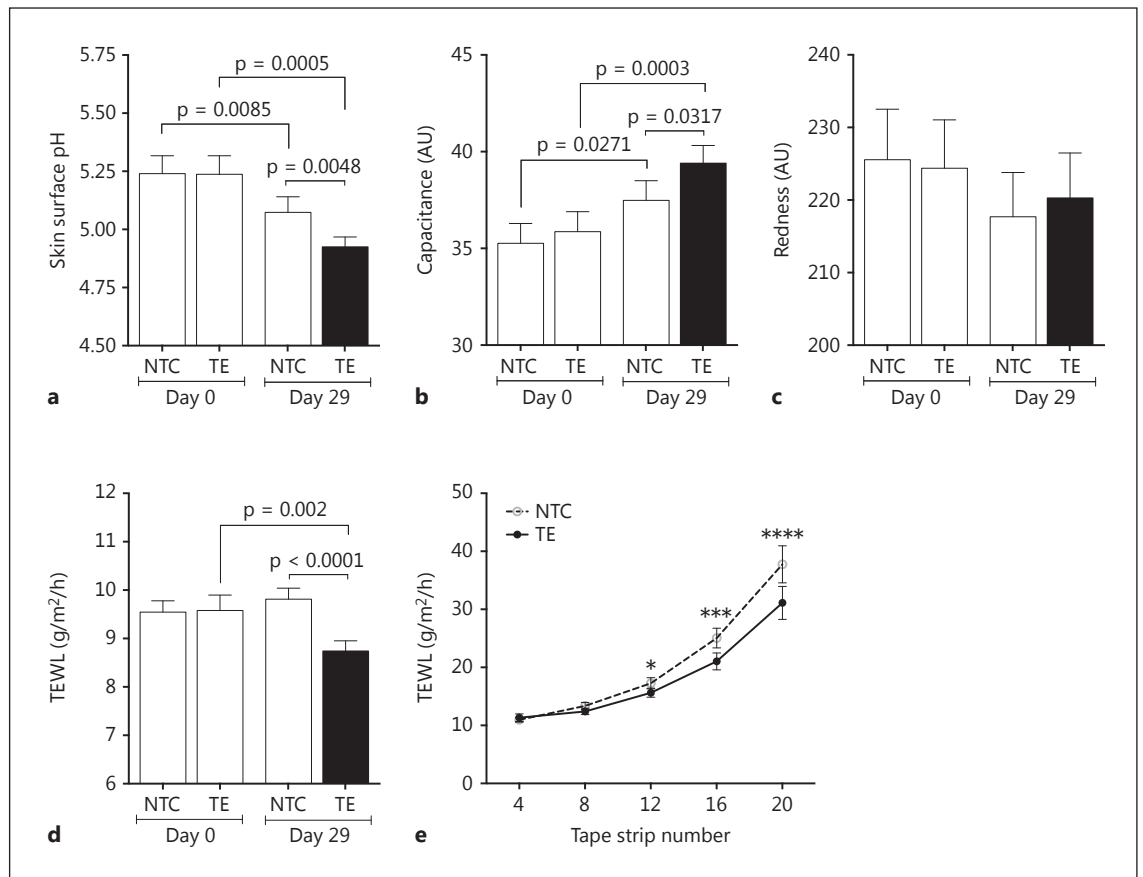 5.75
5.50
5.25
5.00
4.75
4.50
Skin surface pH
p = 0.0005
p = 0.0085
p = 0.0048
NTC TE NTC TE
Day 0 Day 29
a
45
40
35
30
Capacitance (AU)
p = 0.0003
p = 0.0317
p = 0.0271
NTC TE NTC TE
Day 0 Day 29
b
240
230
220
210
200
Redness (AU)
NTC TE NTC TE
Day 0 Day 29
c
12
11
10
9
8
7
6
TEWL (g/m²/h)
p = 0.002
p < 0.0001
NTC TE NTC TE
Day 0 Day 29
d
50
40
30
20
10
0
TEWL (g/m²/h)
NTC
TE
*
***
****
4 8 12 16 20
Tape strip number
e